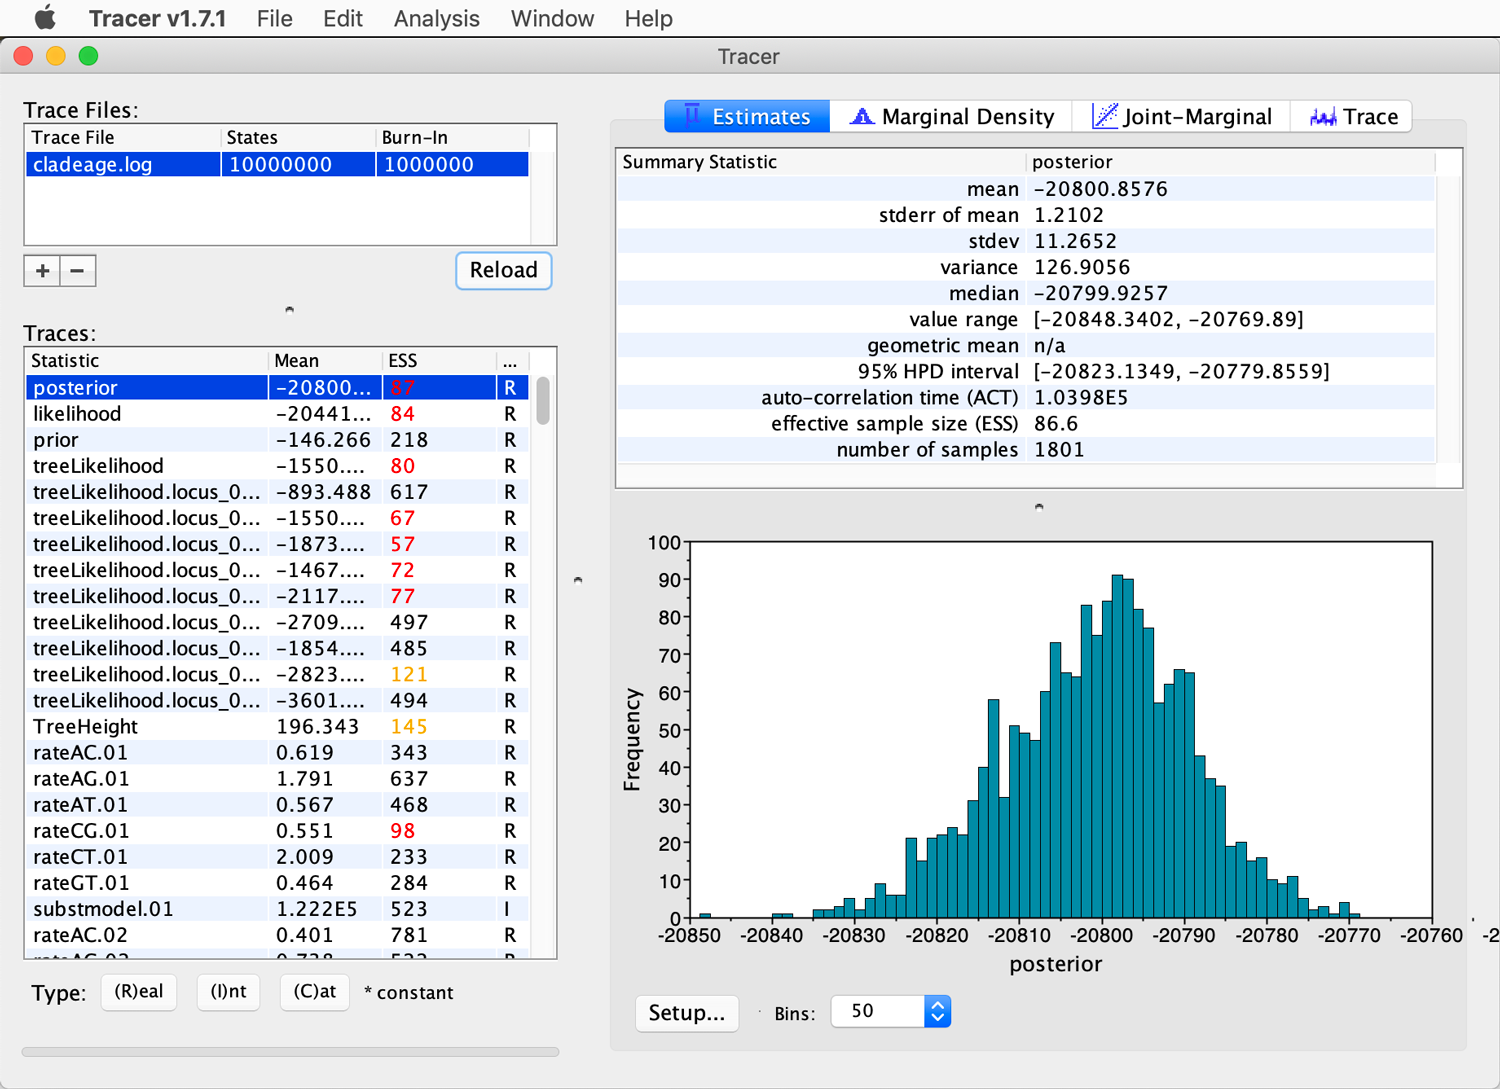 Tracer v1.7.1 File Edit Analysis Window Help
Tracer
Trace Files:
Trace File States Burn-In
cladeage.log 10000000 1000000
+ −
Reload
Traces:
Statistic Mean ESS ...
posterior -20800... 87 R
likelihood -20441... 84 R
prior -146.266 218 R
treeLikelihood -1550.... 80 R
treeLikelihood.locus_0... -893.488 617 R
treeLikelihood.locus_0... -1550.... 67 R
treeLikelihood.locus_0... -1873.... 57 R
treeLikelihood.locus_0... -1467.... 72 R
treeLikelihood.locus_0... -2117.... 77 R
treeLikelihood.locus_0... -2709.... 497 R
treeLikelihood.locus_0... -1854.... 485 R
treeLikelihood.locus_0... -2823.... 121 R
treeLikelihood.locus_0... -3601.... 494 R
TreeHeight 196.343 145 R
rateAC.01 0.619 343 R
rateAG.01 1.791 637 R
rateAT.01 0.567 468 R
rateCG.01 0.551 98 R
rateCT.01 2.009 233 R
rateGT.01 0.464 284 R
substmodel.01 1.222E5 523 I
rateAC.02 0.401 781 R
Type: (R)eal (I)nt (C)at * constant
Estimates Marginal Density Joint-Marginal Trace
Summary Statistic posterior
mean -20800.8576
stderr of mean 1.2102
stdev 11.2652
variance 126.9056
median -20799.9257
value range [-20848.3402, -20769.89]
geometric mean n/a
95% HPD interval [-20823.1349, -20779.8559]
auto-correlation time (ACT) 1.0398E5
effective sample size (ESS) 86.6
number of samples 1801
Frequency
100
90
80
70
60
50
40
30
20
10
0
-20850 -20840 -20830 -20820 -20810 -20800 -20790 -20780 -20770 -20760 -2
posterior
Setup... Bins: 50